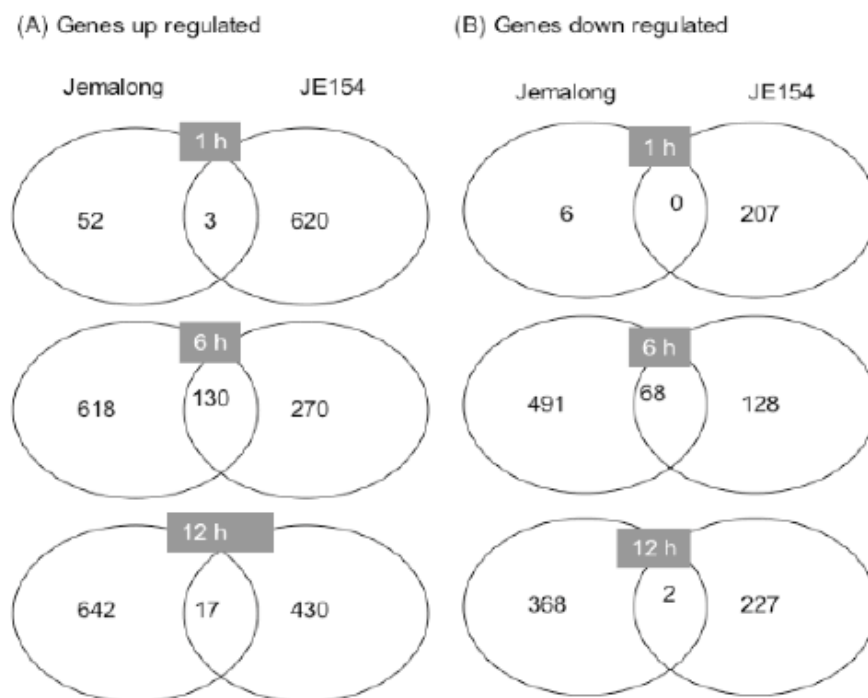 (A) Genes up regulated
Jemalong JE154
1 h
52 3 620
6 h
618 130 270
12 h
642 17 430
(B) Genes down regulated
Jemalong JE154
1 h
6 0 207
6 h
491 68 128
12 h
368 2 227